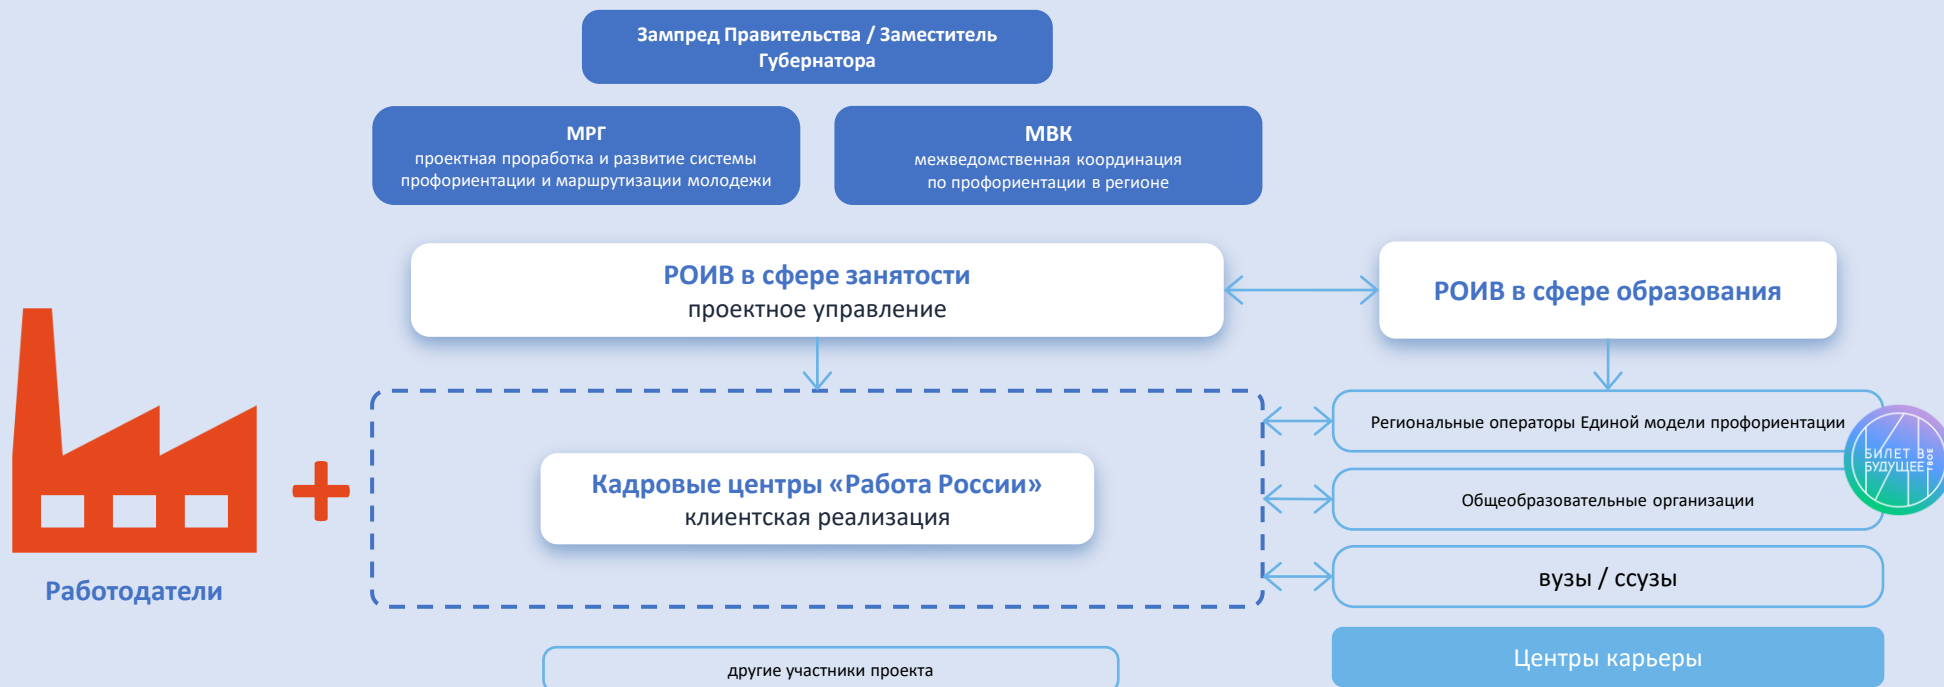 Зампред Правительства / Заместитель
Губернатора
МРГ
проектная проработка и развитие системы
профориентации и маршрутизации молодежи
МВК
межведомственная координация
по профориентации в регионе
РОИВ в сфере занятости
проектное управление
РОИВ в сфере образования
Работодатели
+
Кадровые центры «Работа России»
клиентская реализация
Региональные операторы Единой модели профориентации
БИЛЕТ В
БУДУЩЕЕ
ТВОЕ
Общеобразовательные организации
вузы / ссузы
Центры карьеры
другие участники проекта